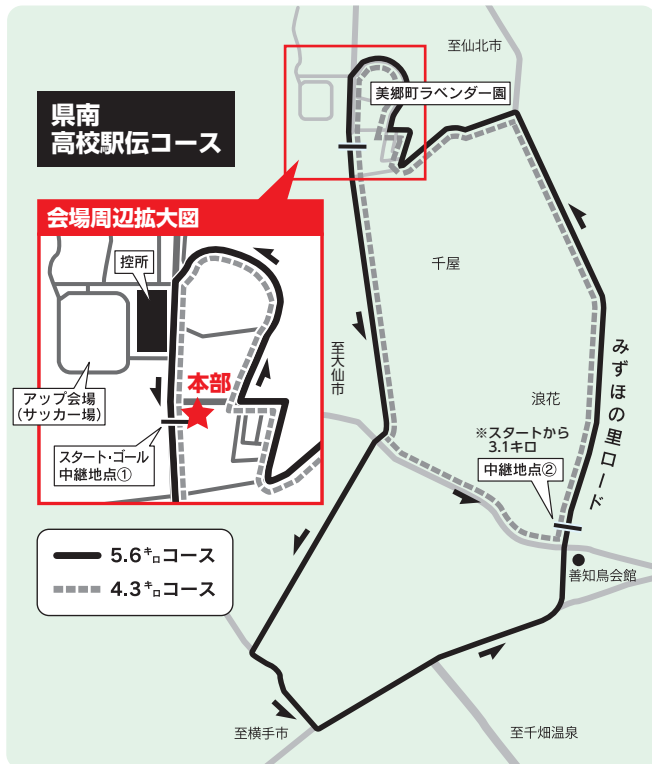 至仙北市
美郷町ラベンダー園
県南
高校駅伝コース
会場周辺拡大図
控所
本部
アップ会場
(サッカー場)
スタート・ゴール
中継地点①
千屋
至大仙市
浪花
みずほの里ロード
※スタートから
3.1キロ
中継地点②
善知鳥会館
5.6㌔コース
4.3㌔コース
至横手市
至千畑温泉